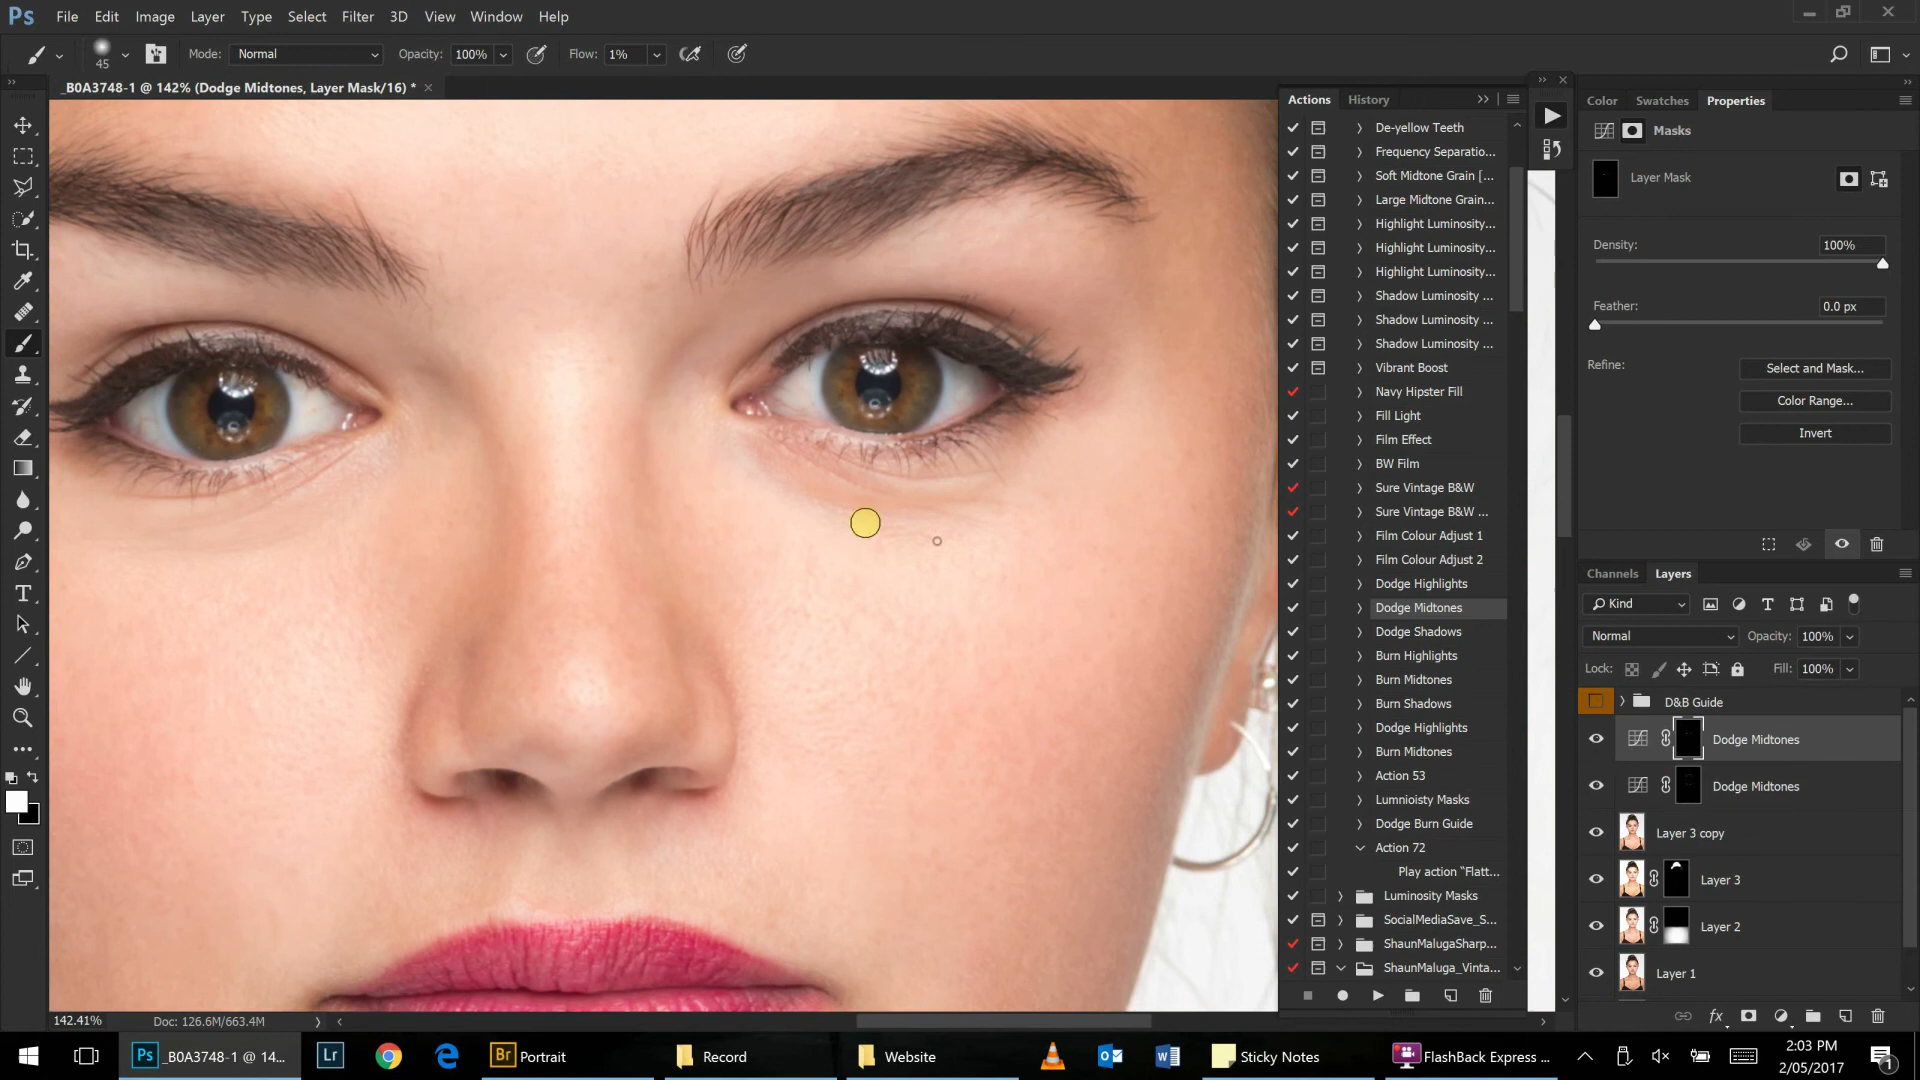 Ps File Edit Image Layer Type Select Filter 3D View Window Help
45 Mode: Normal Opacity: 100% Flow: 1%
_B0A3748-1 @ 142% (Dodge Midtones, Layer Mask/16) *
Actions History
De-yellow Teeth
Frequency Separatio...
Soft Midtone Grain [...
Large Midtone Grain...
Highlight Luminosity...
Highlight Luminosity...
Highlight Luminosity...
Shadow Luminosity ...
Shadow Luminosity ...
Shadow Luminosity ...
Vibrant Boost
Navy Hipster Fill
Fill Light
Film Effect
BW Film
Sure Vintage B&W
Sure Vintage B&W ...
Film Colour Adjust 1
Film Colour Adjust 2
Dodge Highlights
Dodge Midtones
Dodge Shadows
Burn Highlights
Burn Midtones
Burn Shadows
Dodge Highlights
Burn Midtones
Action 53
Lumnioisty Masks
Dodge Burn Guide
Action 72
Play action “Flatt...
Luminosity Masks
SocialMediaSave_S...
ShaunMalugaSharp...
ShaunMaluga_Vinta...
Color Swatches Properties
Masks
Layer Mask
Density: 100%
Feather: 0.0 px
Refine: Select and Mask...
Color Range...
Invert
Channels Layers
Kind
Normal Opacity: 100%
Lock: Fill: 100%
D&B Guide
Dodge Midtones
Dodge Midtones
Layer 3 copy
Layer 3
Layer 2
Layer 1
fx
142.41% Doc: 126.6M/663.4M
Ps _B0A3748-1 @ 14... Lr Br Portrait Record Website Sticky Notes FlashBack Express ... 2:03 PM
2/05/2017
1